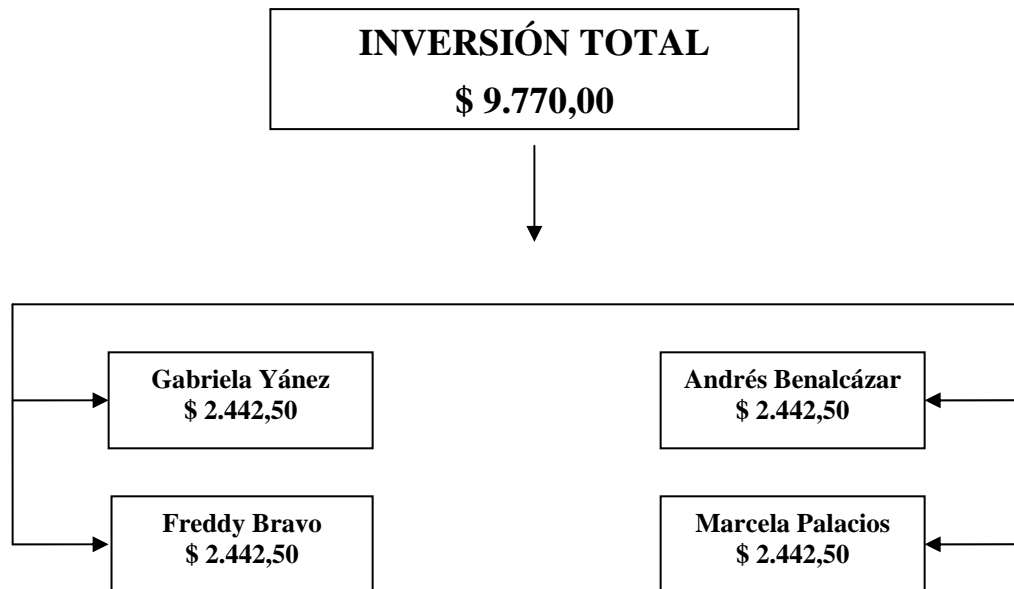 INVERSIÓN TOTAL
$ 9.770,00
Gabriela Yánez
$ 2.442,50
Andrés Benalcázar
$ 2.442,50
Freddy Bravo
$ 2.442,50
Marcela Palacios
$ 2.442,50